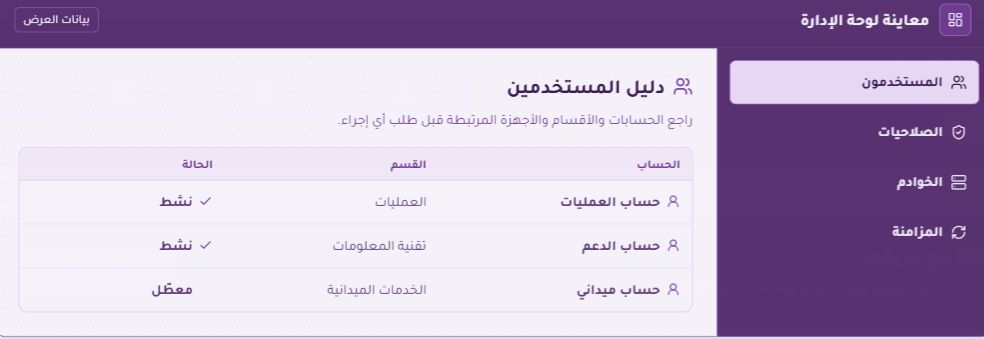 معاينة لوحة الإدارة
بيانات العرض
المستخدمون
الصلاحيات
الخوادم
المزامنة
دليل المستخدمين
راجع الحسابات والأقسام والأجهزة المرتبطة قبل طلب أي إجراء.
الحساب القسم الحالة
حساب العمليات العمليات نشط
حساب الدعم تقنية المعلومات نشط
حساب ميداني الخدمات الميدانية معطّل